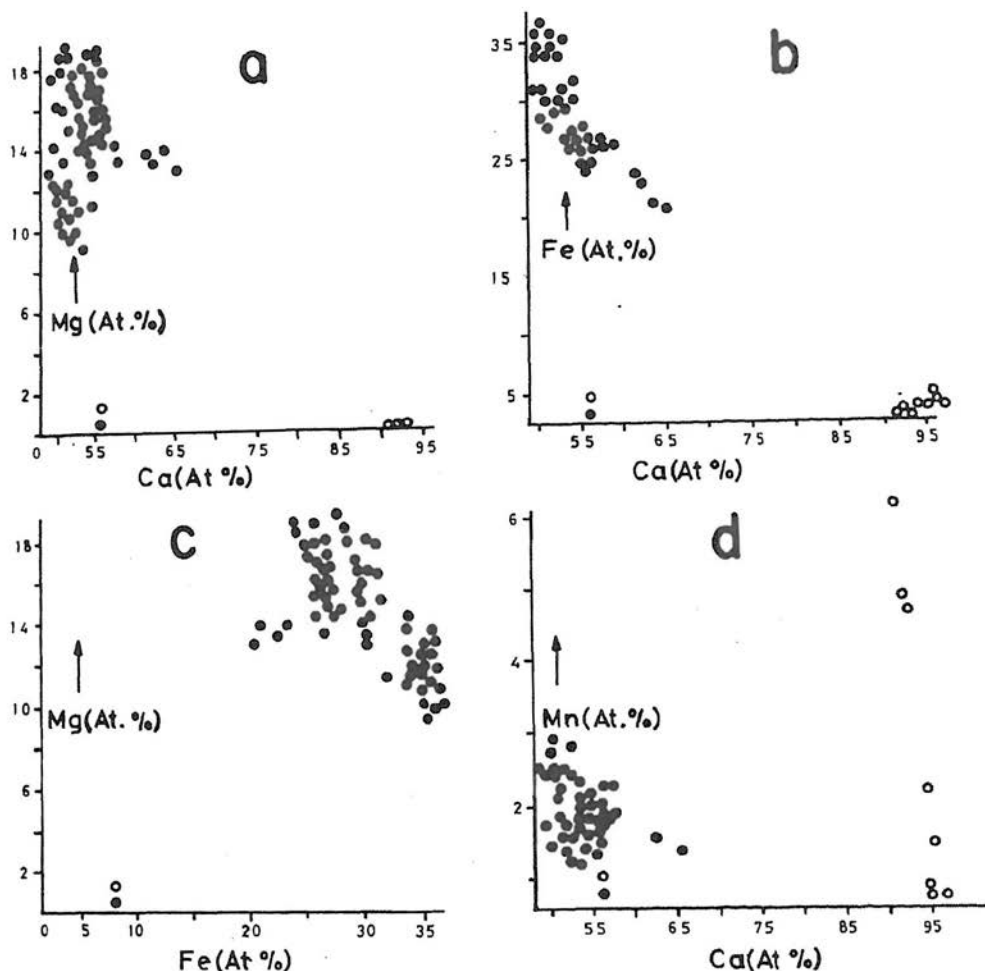 a
18
14
10
6
2
Mg (At.%)
0 55 65 75 85 95
Ca(At %)
b
35
25
15
5
Fe(At.%)
55 65 75 85 95
Ca(At %)
c
18
14
10
6
2
Mg(At.%)
0 5 15 20 25 30 35
Fe(At%)
d
6
4
2
Mn(At.%)
55 65 75 85 95
Ca(At%)